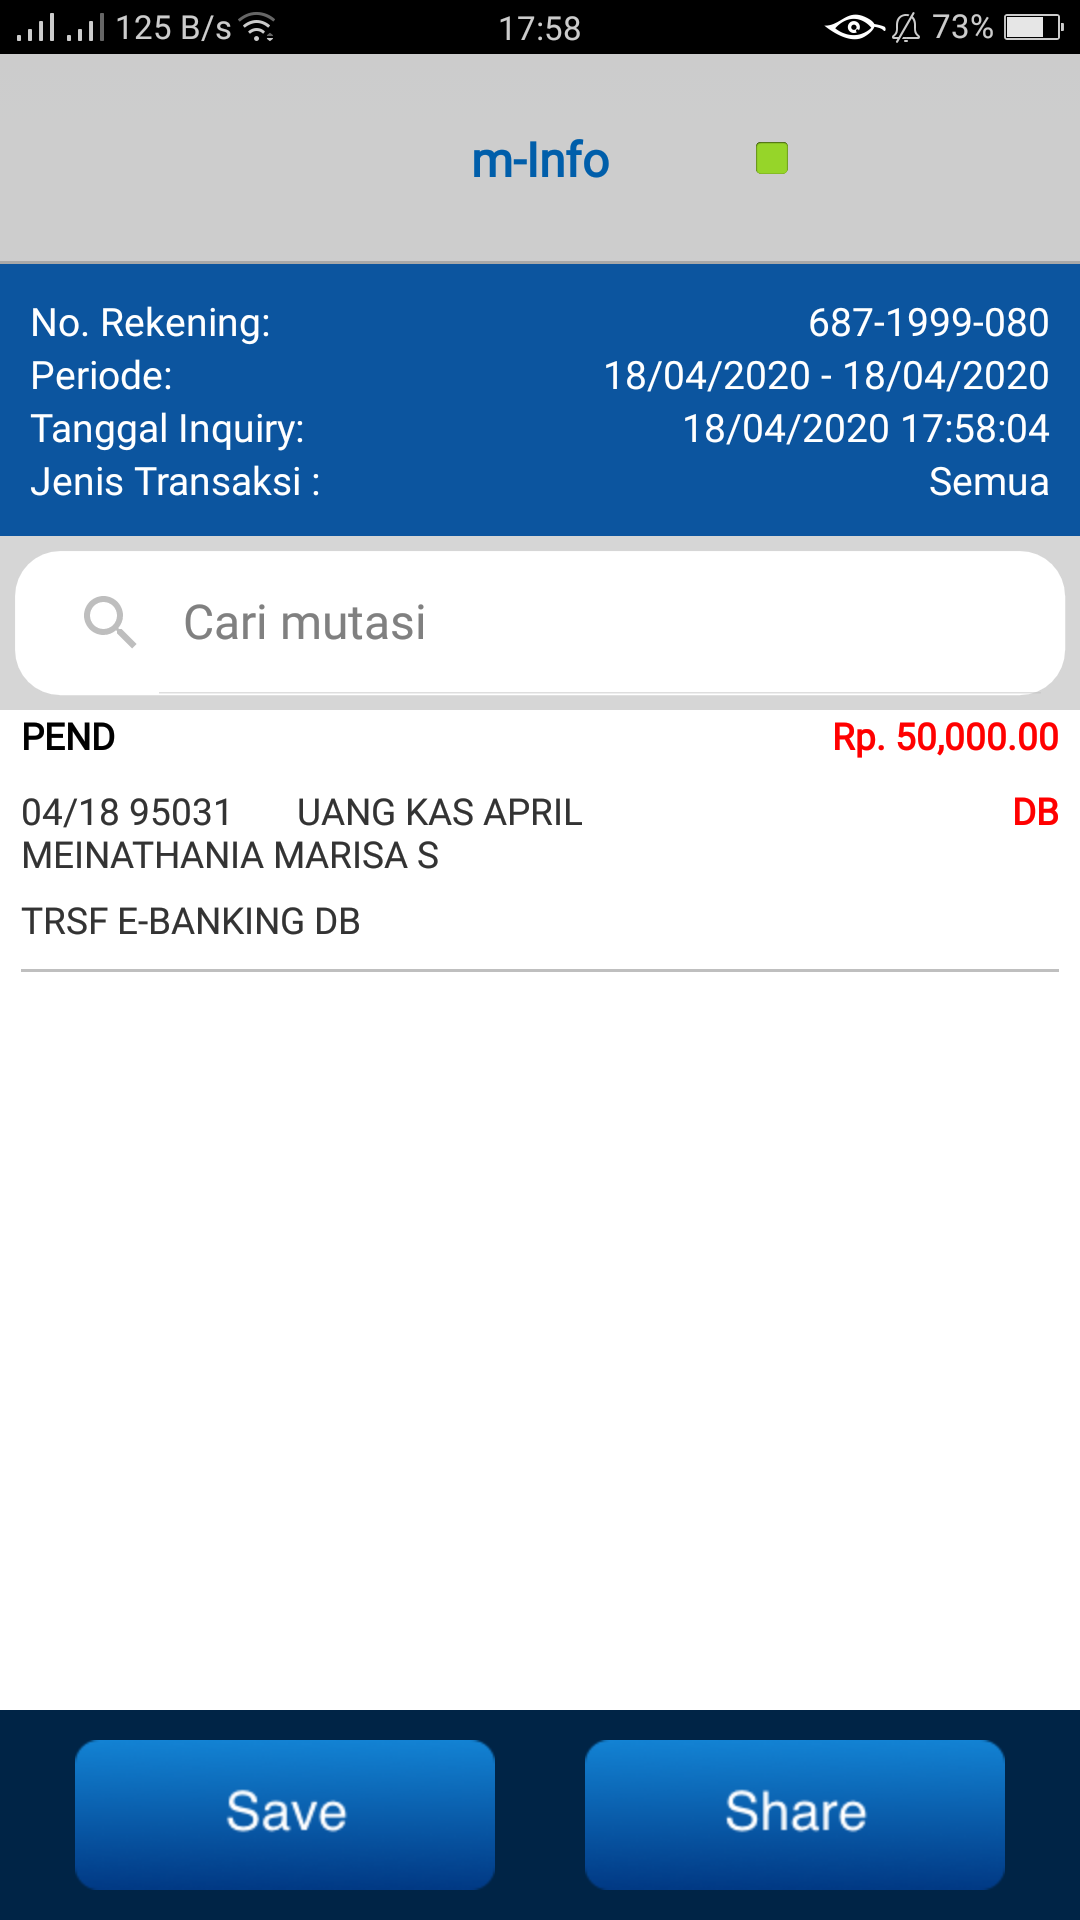 125 B/s 17:58 73%
m-Info
No. Rekening: 687-1999-080
Periode: 18/04/2020 - 18/04/2020
Tanggal Inquiry: 18/04/2020 17:58:04
Jenis Transaksi : Semua
Cari mutasi
PEND Rp. 50,000.00
04/18 95031 UANG KAS APRIL DB
MEINATHANIA MARISA S
TRSF E-BANKING DB
Save Share